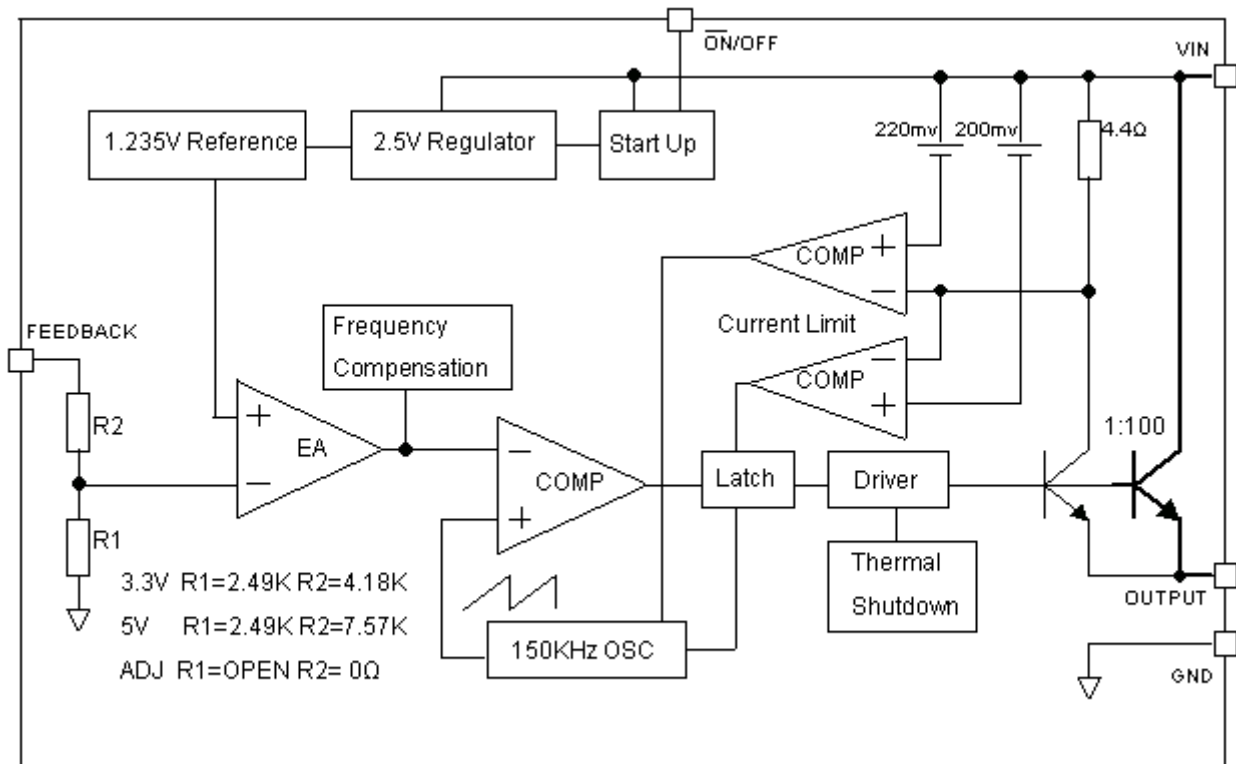 ON/OFF
VIN
1.235V Reference
2.5V Regulator
Start Up
220mv
200mv
4.4Ω
+
COMP
−
FEEDBACK
Frequency
Compensation
Current Limit
−
COMP
+
R2
+
EA
−
−
COMP
+
1:100
Latch
Driver
R1
Thermal
Shutdown
3.3V R1=2.49K R2=4.18K
5V R1=2.49K R2=7.57K
ADJ R1=OPEN R2= 0Ω
150KHz OSC
OUTPUT
GND